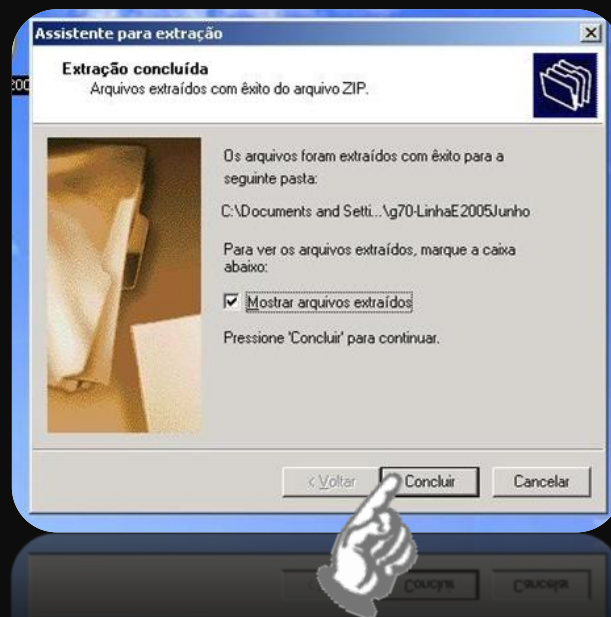 Assistente para extração
Extração concluída
Arquivos extraídos com êxito do arquivo ZIP.
Os arquivos foram extraídos com êxito para a
seguinte pasta:
C:\Documents and Setti...\g70-LinhaE2005Junho
Para ver os arquivos extraídos, marque a caixa
abaixo:
Mostrar arquivos extraídos
Pressione 'Concluir' para continuar.
< Voltar Concluir Cancelar